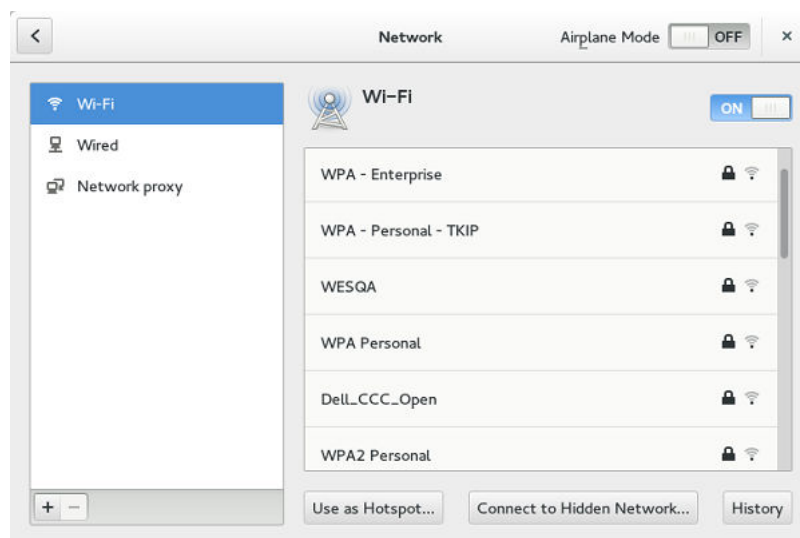 Network
Airplane Mode OFF
Wi-Fi
Wired
Network proxy
Wi-Fi
ON
WPA - Enterprise
WPA - Personal - TKIP
WESQA
WPA Personal
Dell_CCC_Open
WPA2 Personal
Use as Hotspot... Connect to Hidden Network... History